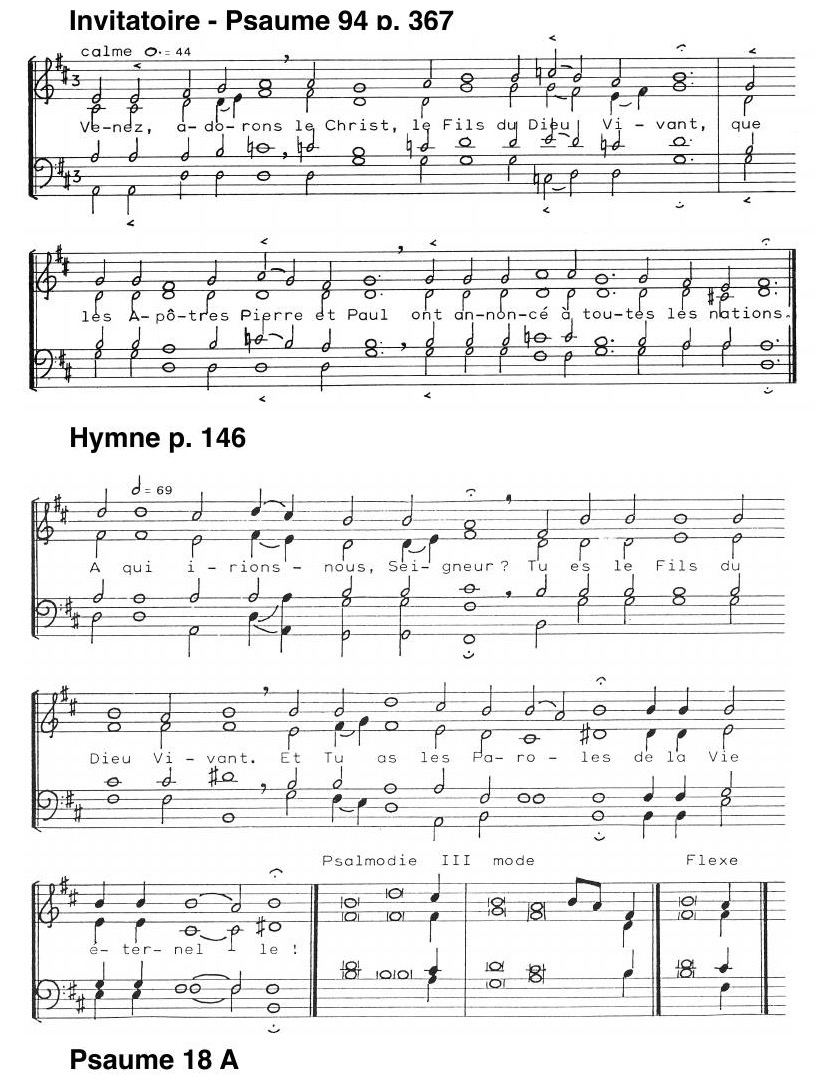 Invitatoire - Psaume 94 p. 367
calme = 44
3
Ve-nez, a-do-rons le Christ, le Fils du Dieu Vi - vant, que
3
les A-pô-tres Pierre et Paul ont an-non-cé à tou-tes les nations.
Hymne p. 146
= 69
A qui i - rions - nous, Sei- gneur? Tu es le Fils du
Dieu Vi - vant. Et Tu as les Pa- ro - les de la Vie
Psalmodie III mode Flexe
é- ter- nel - le !
Psaume 18 A